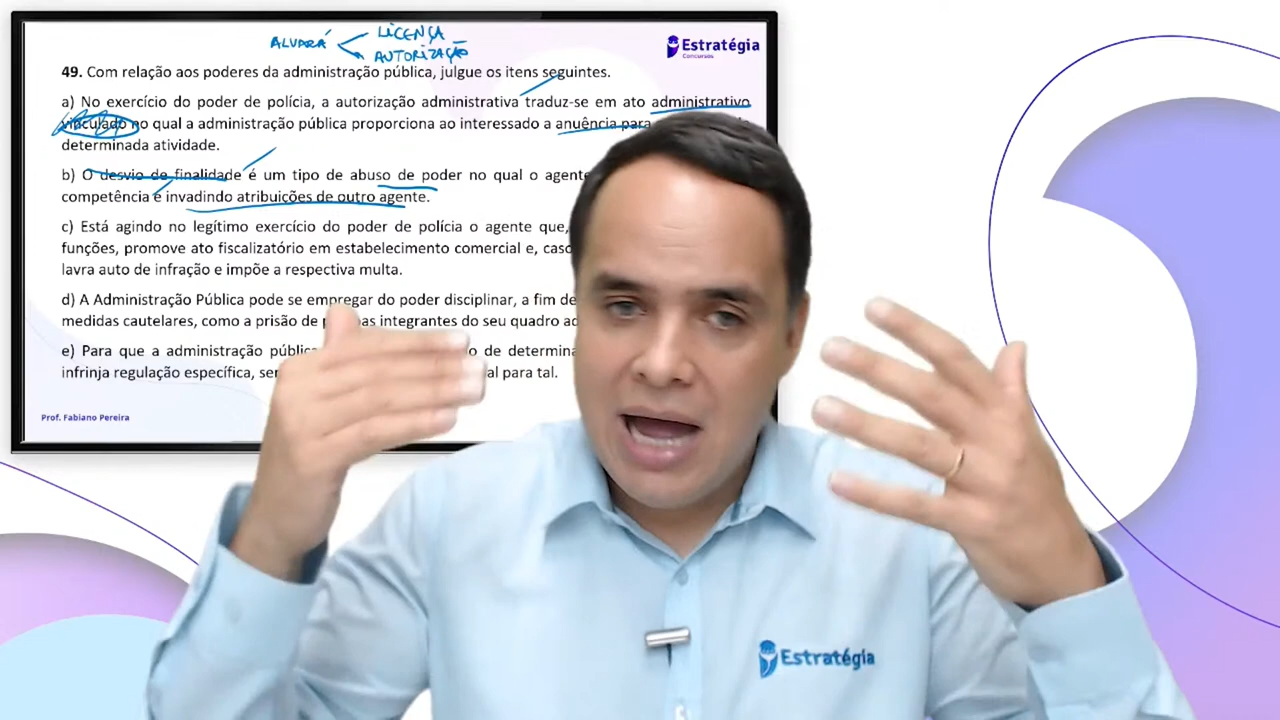 ALVARÁ LICENÇA
AUTORIZAÇÃO
Estratégia
Concursos
49. Com relação aos poderes da administração pública, julgue os itens seguintes.
a) No exercício do poder de polícia, a autorização administrativa traduz-se em ato administrativo
vinculado no qual a administração pública proporciona ao interessado a anuência para
determinada atividade.
b) O desvio de finalidade é um tipo de abuso de poder no qual o agente
competência e invadindo atribuições de outro agente.
c) Está agindo no legítimo exercício do poder de polícia o agente que,
funções, promove ato fiscalizatório em estabelecimento comercial e, caso
lavra auto de infração e impõe a respectiva multa.
d) A Administração Pública pode se empregar do poder disciplinar, a fim de
medidas cautelares, como a prisão de integrantes do seu quadro
e) Para que a administração de
infrinja regulação específica, para tal.
Prof. Fabiano Pereira
Estratégia